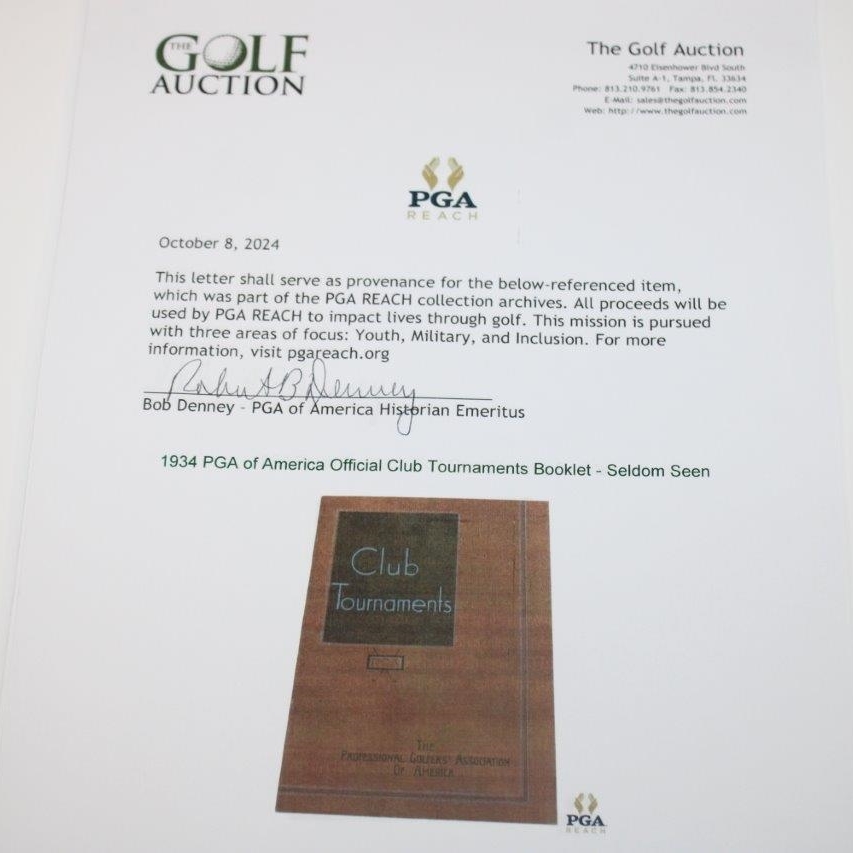 THE GOLF
AUCTION
The Golf Auction
4710 Eisenhower Blvd South
Suite A-1, Tampa, FL 33634
Phone: 813.210.9761 Fax: 813.854.2340
E-Mail: sales@thegolfauction.com
Web: http://www.thegolfauction.com
PGA
REACH
October 8, 2024
This letter shall serve as provenance for the below-referenced item,
which was part of the PGA REACH collection archives. All proceeds will be
used by PGA REACH to impact lives through golf. This mission is pursued
with three areas of focus: Youth, Military, and Inclusion. For more
information, visit pgareach.org
Robert B Denney
Bob Denney - PGA of America Historian Emeritus
1934 PGA of America Official Club Tournaments Booklet - Seldom Seen
Club
Tournaments
The
Professional Golfers' Association
Of America
PGA
REACH